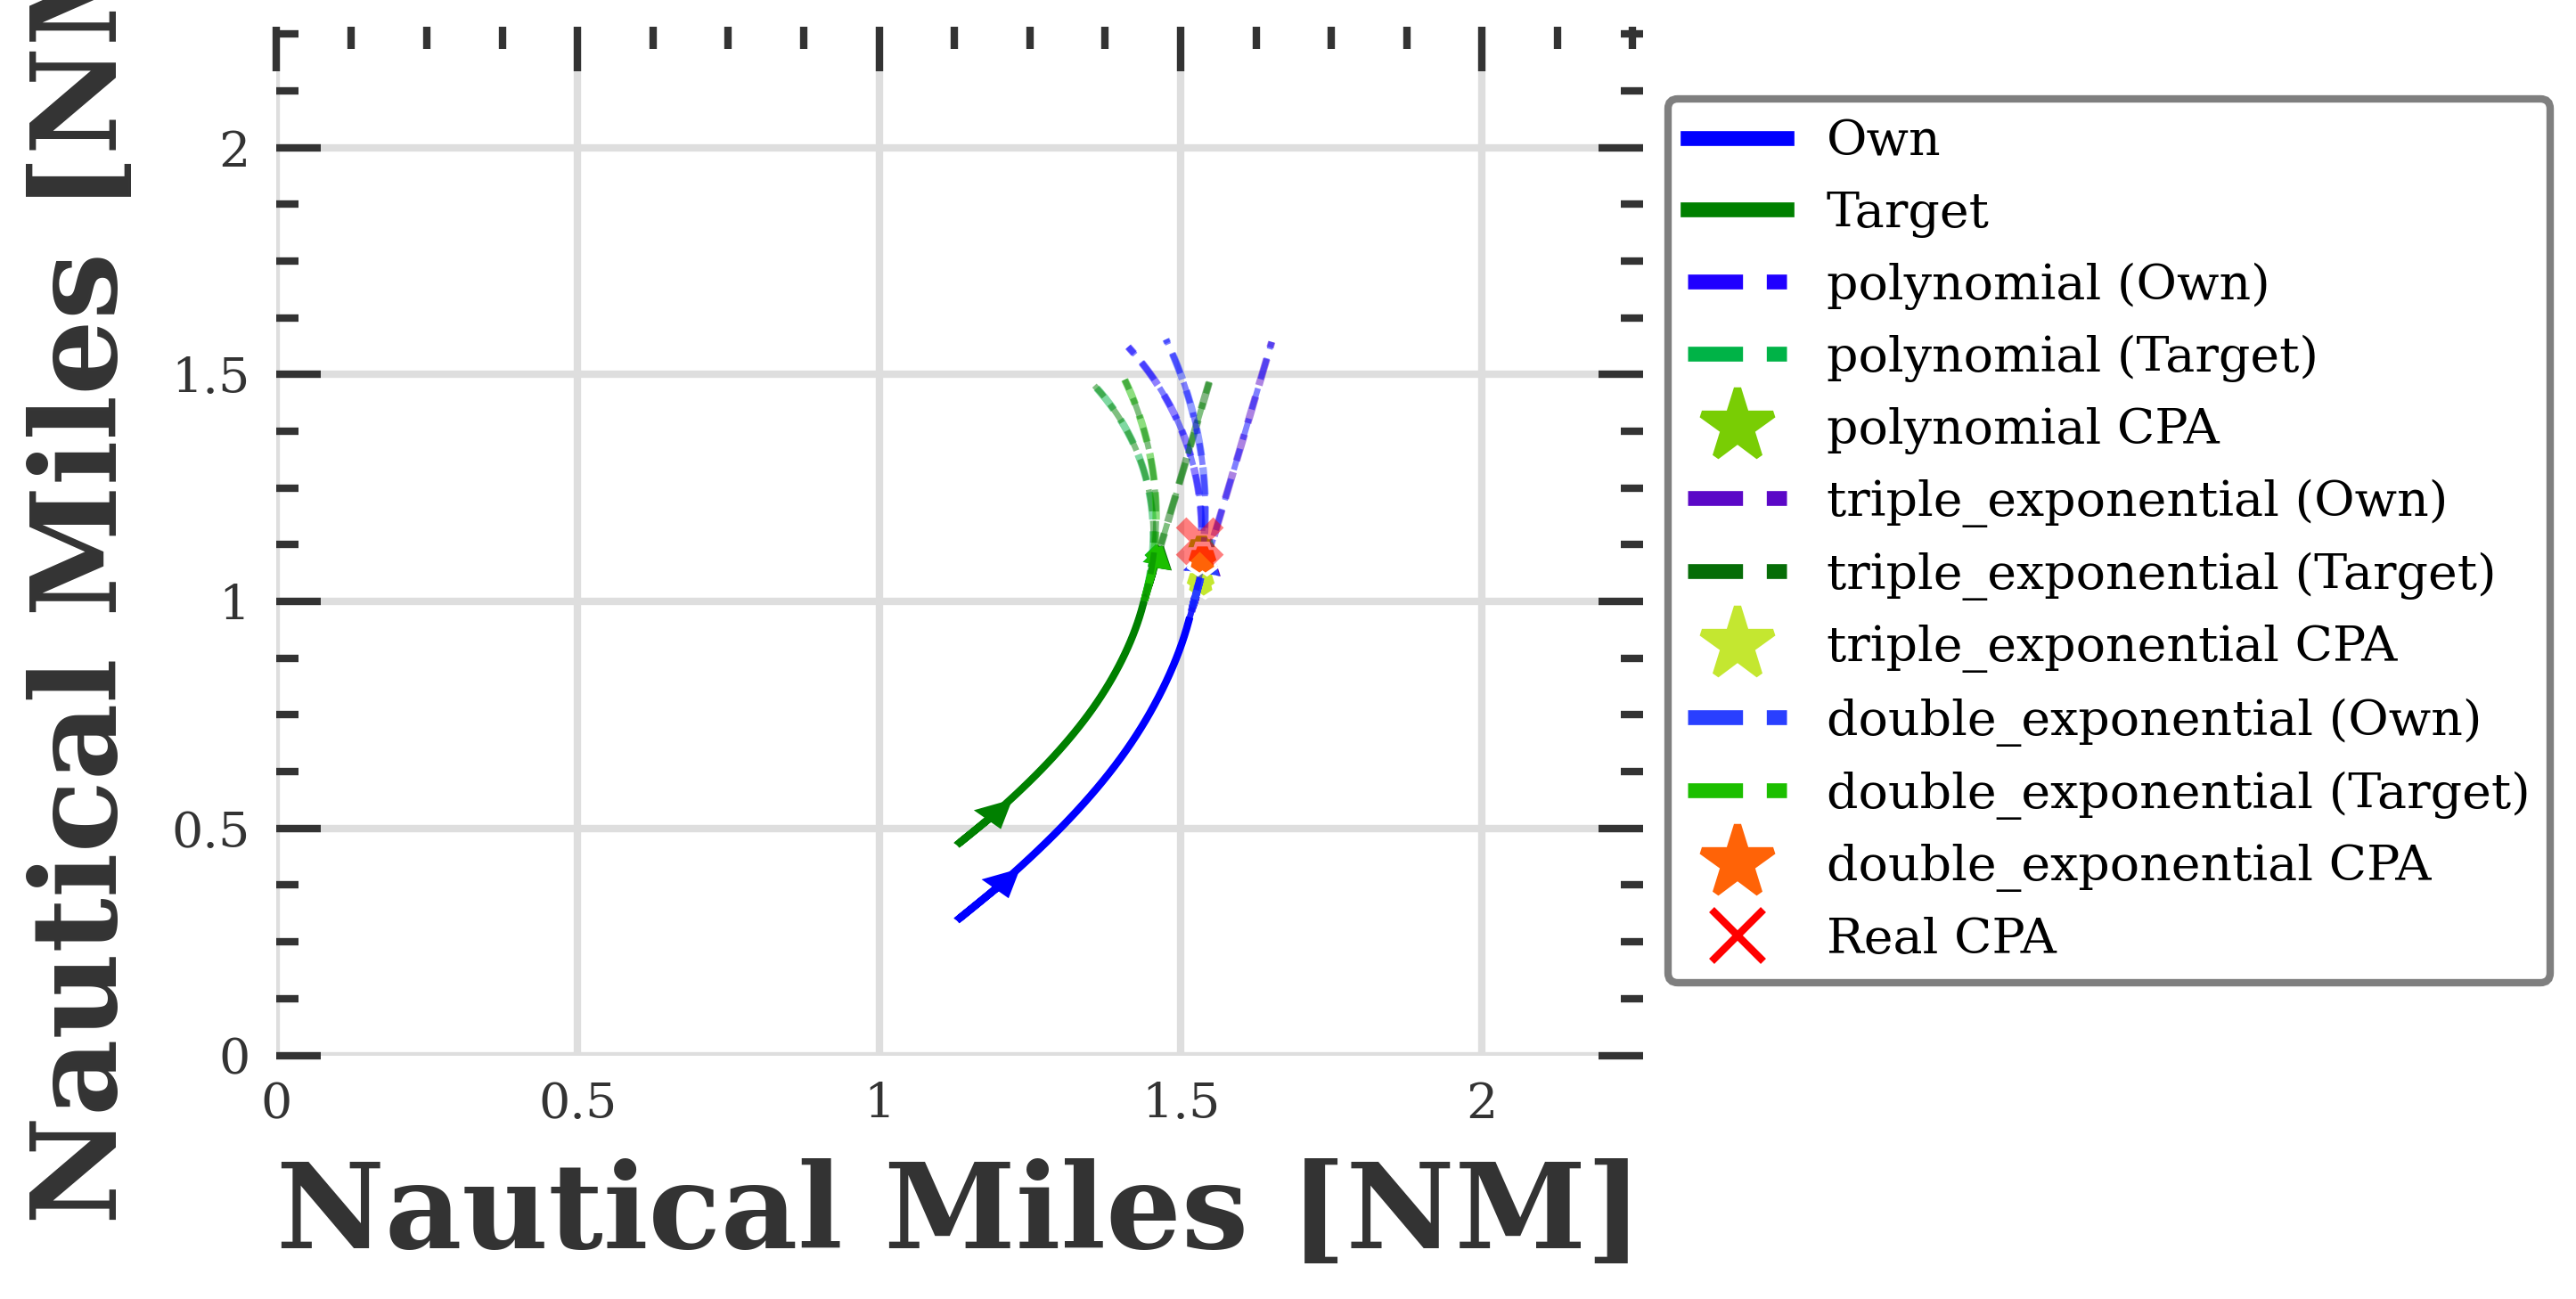 Nautical Miles [NM
2
1.5
1
0.5
0
0 0.5 1 1.5 2
Nautical Miles [NM]
Own
Target
polynomial (Own)
polynomial (Target)
polynomial CPA
triple_exponential (Own)
triple_exponential (Target)
triple_exponential CPA
double_exponential (Own)
double_exponential (Target)
double_exponential CPA
Real CPA